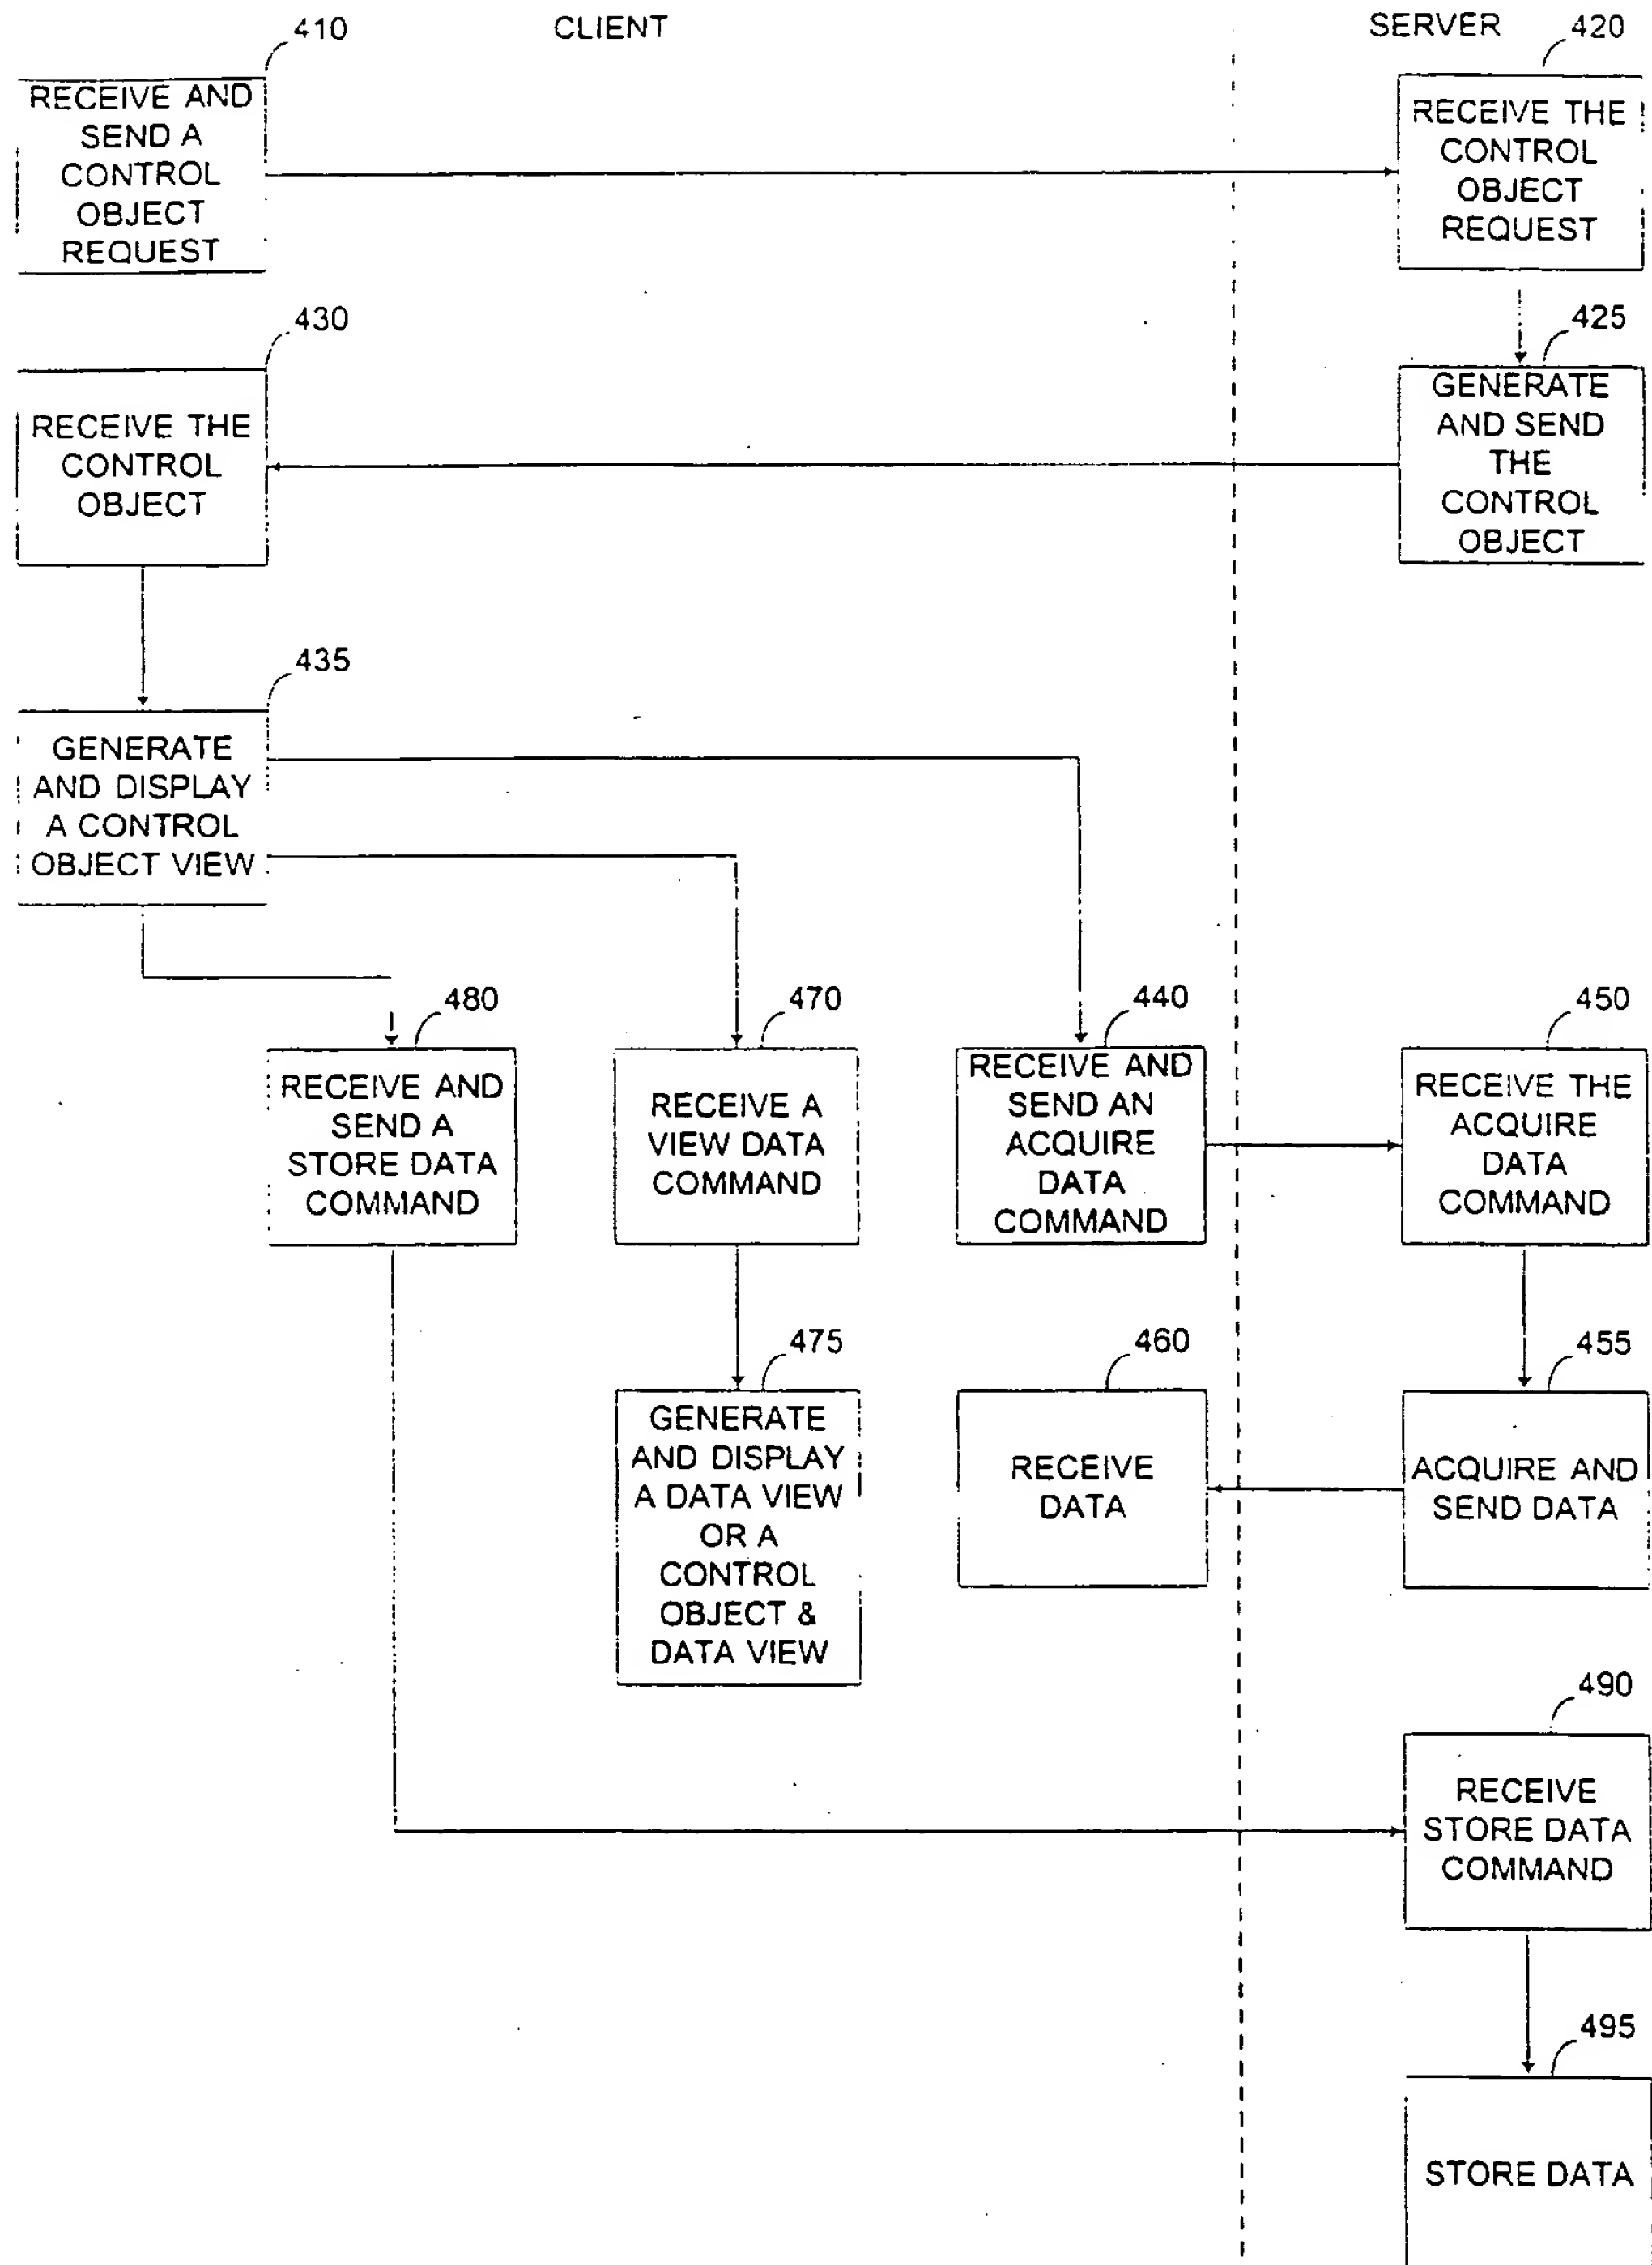 410
CLIENT
SERVER
420
RECEIVE AND
SEND A
CONTROL
OBJECT
REQUEST
RECEIVE THE
CONTROL
OBJECT
REQUEST
430
425
RECEIVE THE
CONTROL
OBJECT
GENERATE
AND SEND
THE
CONTROL
OBJECT
435
GENERATE
AND DISPLAY
A CONTROL
OBJECT VIEW
480
470
440
450
RECEIVE AND
SEND A
STORE DATA
COMMAND
RECEIVE A
VIEW DATA
COMMAND
RECEIVE AND
SEND AN
ACQUIRE
DATA
COMMAND
RECEIVE THE
ACQUIRE
DATA
COMMAND
475
460
455
GENERATE
AND DISPLAY
A DATA VIEW
OR A
CONTROL
OBJECT &
DATA VIEW
RECEIVE
DATA
ACQUIRE AND
SEND DATA
490
RECEIVE
STORE DATA
COMMAND
495
STORE DATA